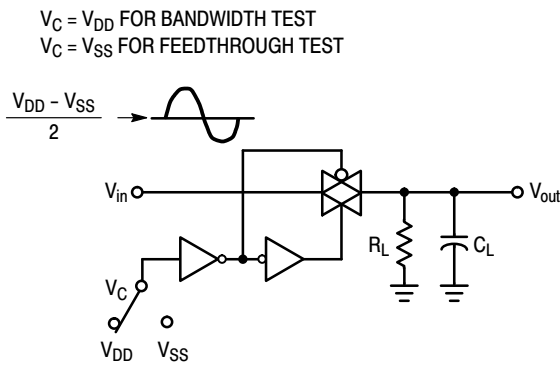 V_C = V_DD FOR BANDWIDTH TEST
V_C = V_SS FOR FEEDTHROUGH TEST
V_DD – V_SS
2
V_in
V_out
R_L
C_L
V_C
V_DD
V_SS